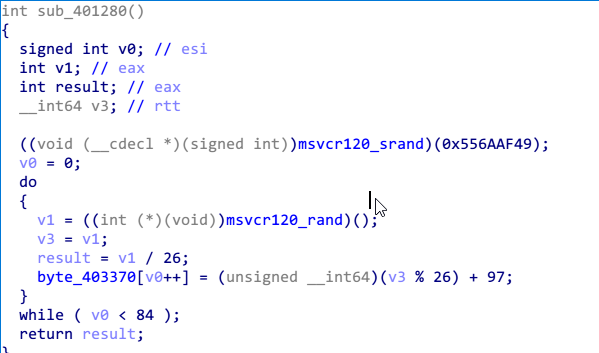 int sub_401280()
{
  signed int v0; // esi
  int v1; // eax
  int result; // eax
  __int64 v3; // rtt

  ((void (__cdecl *)(signed int))msvcr120_srand)(0x556AAF49);
  v0 = 0;
  do
  {
    v1 = ((int (*)(void))msvcr120_rand)();
    v3 = v1;
    result = v1 / 26;
    byte_403370[v0++] = (unsigned __int64)(v3 % 26) + 97;
  }
  while ( v0 < 84 );
  return result;
}